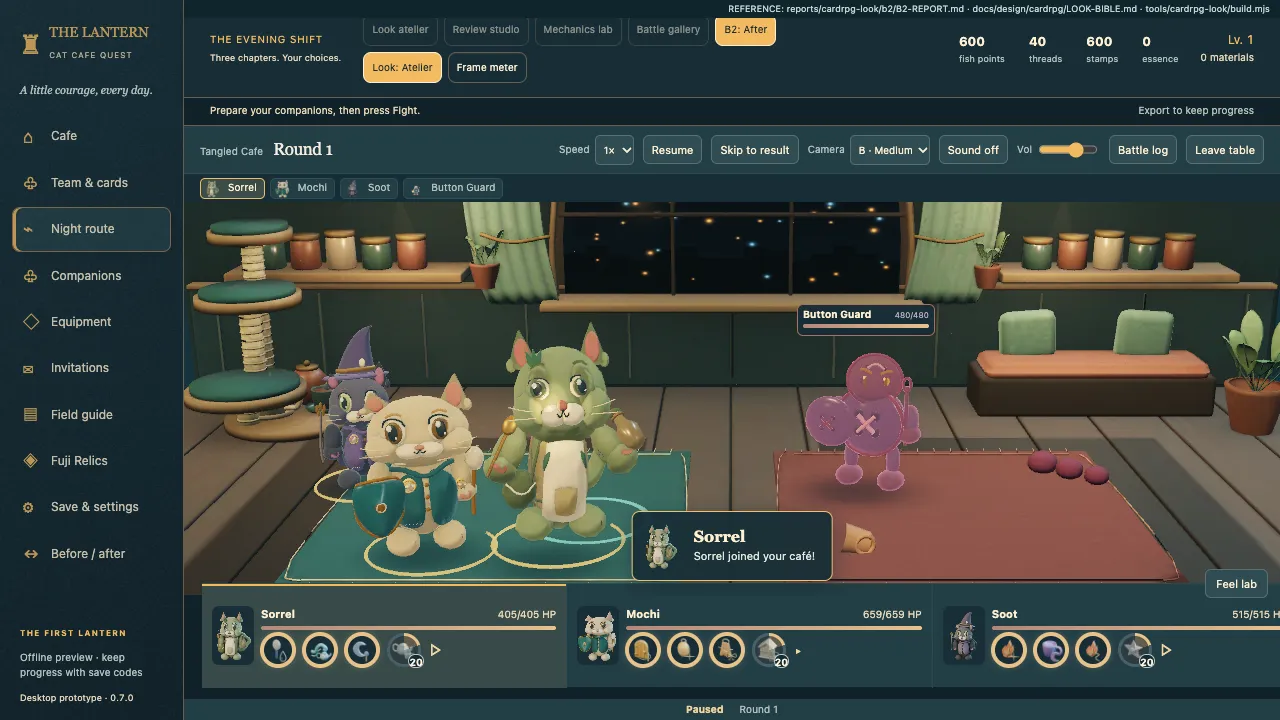 REFERENCE: reports/cardrpg-look/b2/B2-REPORT.md · docs/design/cardrpg/LOOK-BIBLE.md · tools/cardrpg-look/build.mjs
THE LANTERN
CAT CAFE QUEST
A little courage, every day.
Cafe
Team & cards
Night route
Companions
Equipment
Invitations
Field guide
Fuji Relics
Save & settings
Before / after
THE FIRST LANTERN
Offline preview · keep
progress with save codes
Desktop prototype · 0.7.0
THE EVENING SHIFT
Three chapters. Your choices.
Look atelier
Review studio
Mechanics lab
Battle gallery
B2: After
Look: Atelier
Frame meter
600
fish points
40
threads
600
stamps
0
essence
Lv. 1
0 materials
Prepare your companions, then press Fight.
Export to keep progress
Tangled Cafe
Round 1
Speed
1×
Resume
Skip to result
Camera
B · Medium
Sound off
Vol
Battle log
Leave table
Sorrel
Mochi
Soot
Button Guard
Button Guard
480/480
Sorrel
Sorrel joined your café!
Feel lab
Sorrel
405/405 HP
20
Mochi
659/659 HP
20
Soot
515/515 H
20
Paused
Round 1